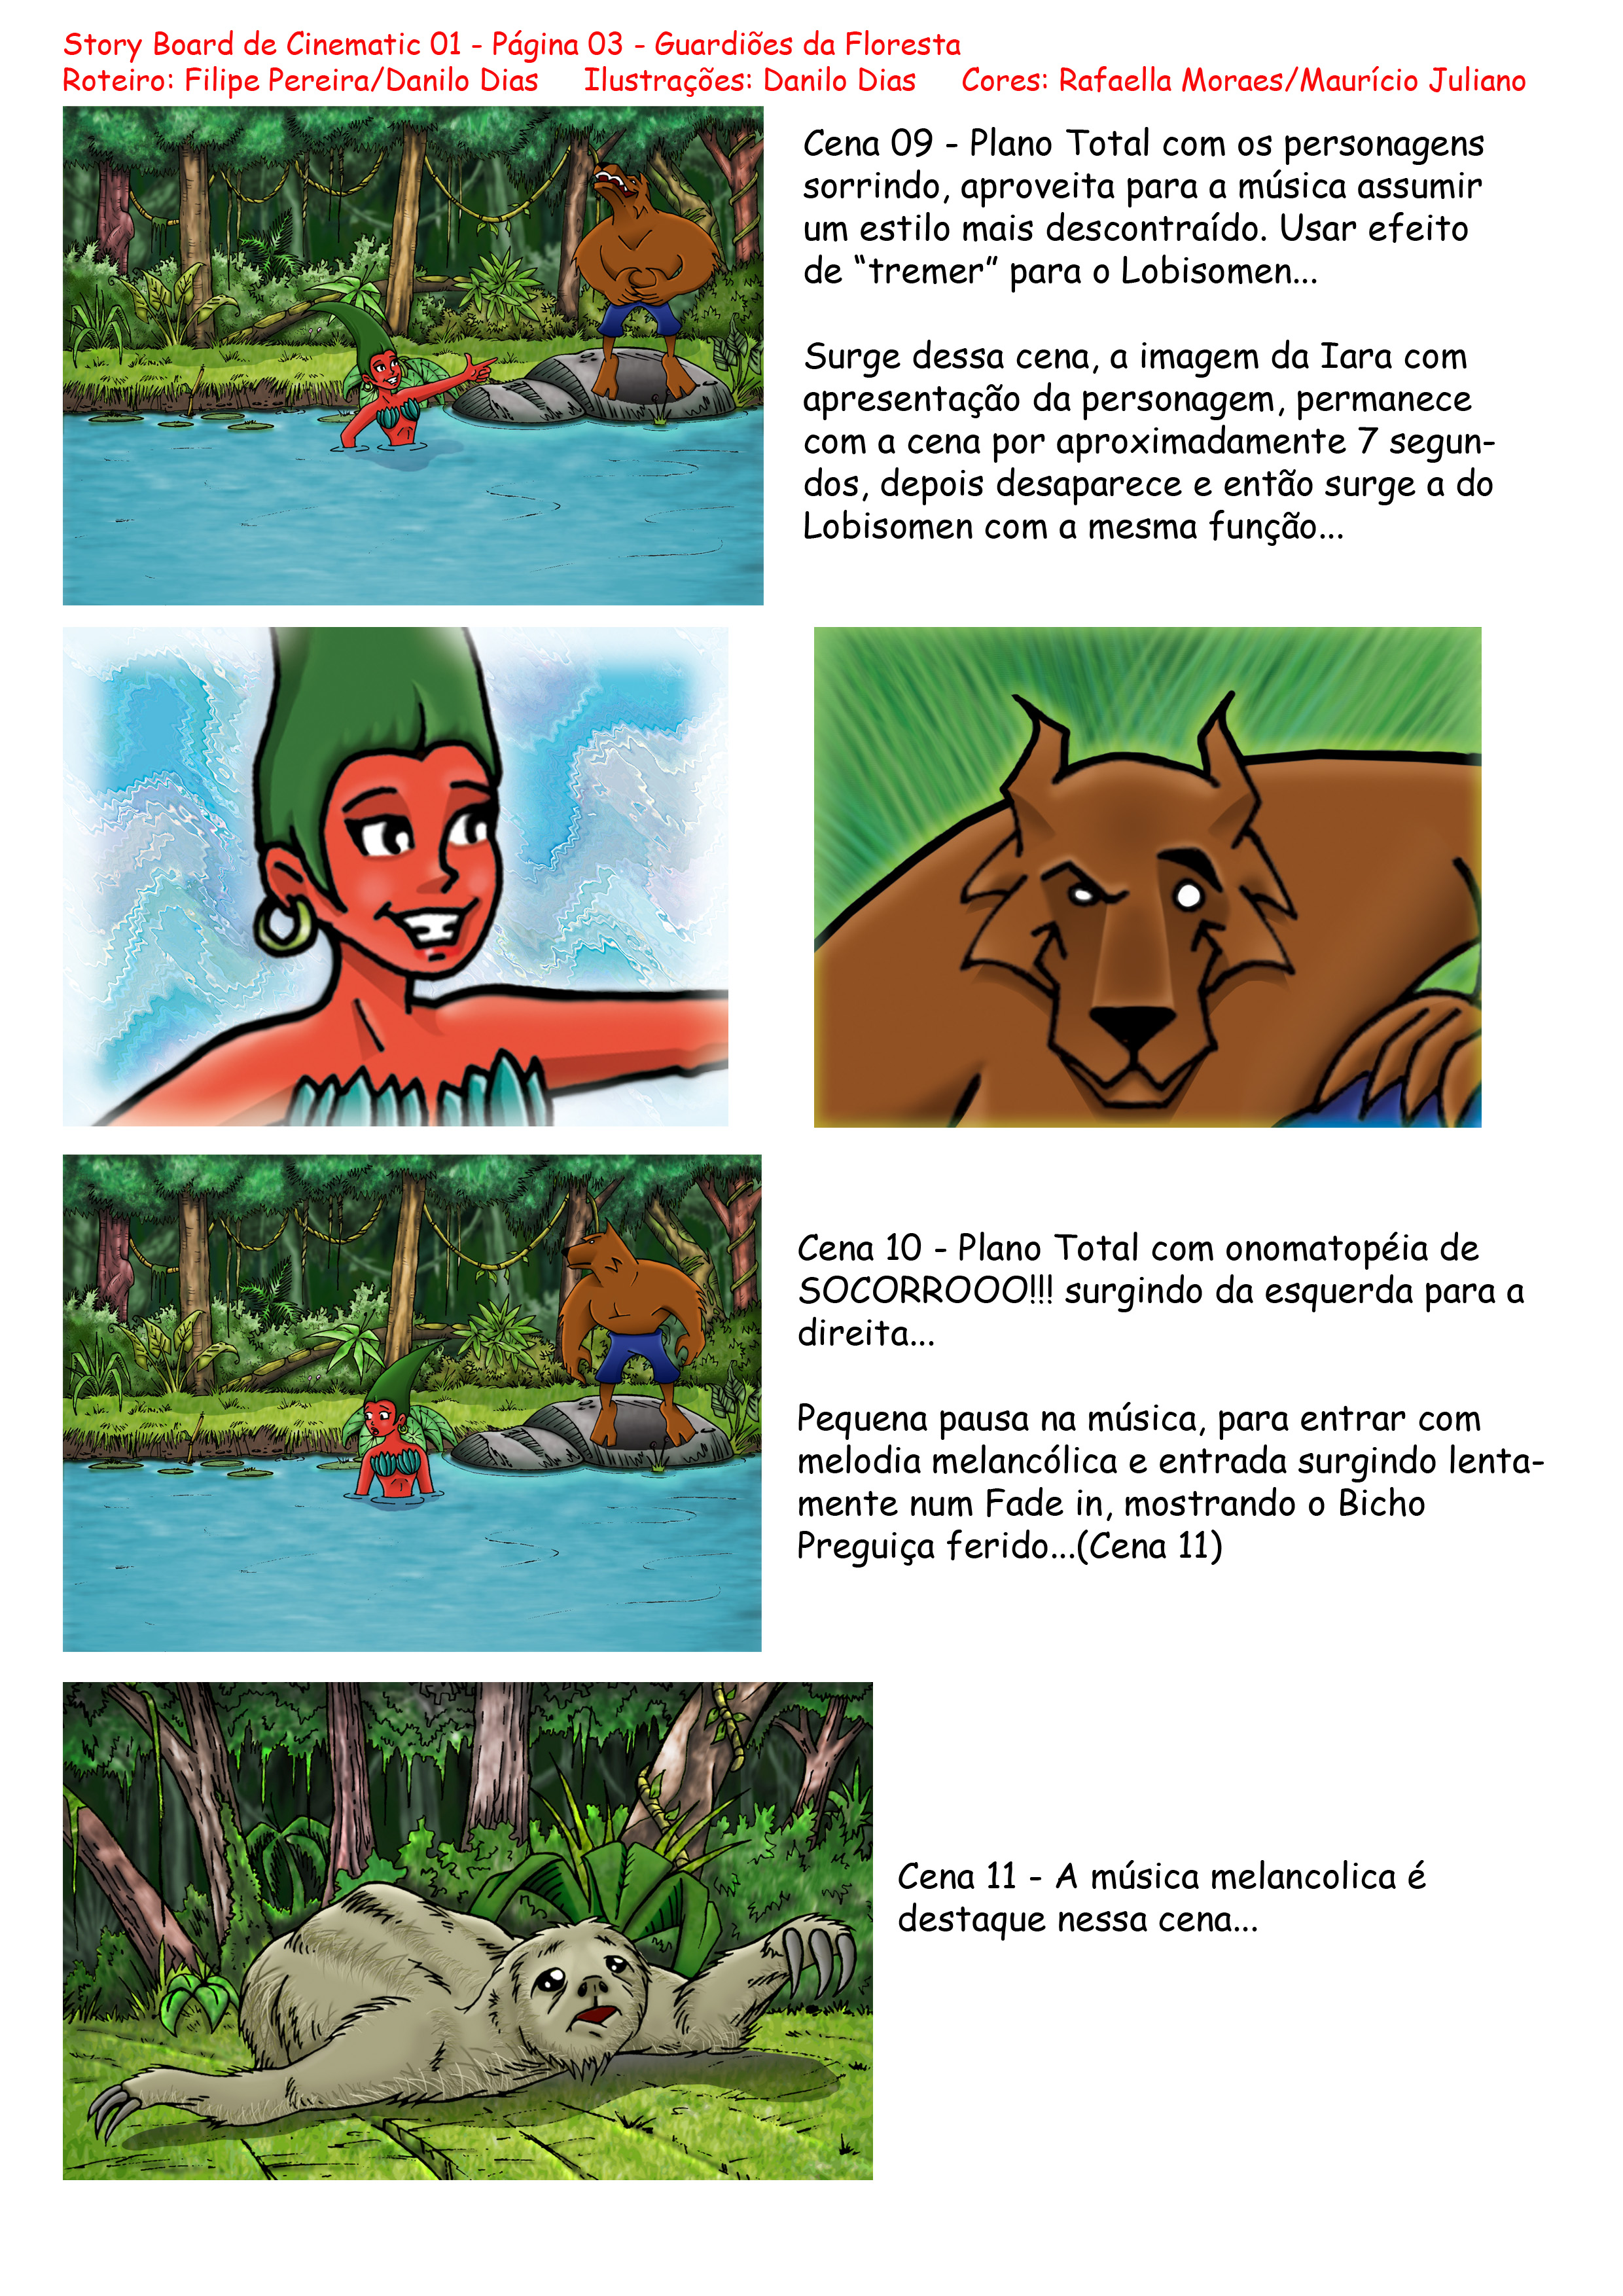 Story Board de Cinematic 01 - Página 03 - Guardiões da Floresta
Roteiro: Filipe Pereira/Danilo Dias Ilustrações: Danilo Dias Cores: Rafaella Moraes/Maurício Juliano
Cena 09 - Plano Total com os personagens
sorrindo, aproveita para a música assumir
um estilo mais descontraído. Usar efeito
de “tremer” para o Lobisomen...
Surge dessa cena, a imagem da Iara com
apresentação da personagem, permanece
com a cena por aproximadamente 7 segun-
dos, depois desaparece e então surge a do
Lobisomen com a mesma função...
Cena 10 - Plano Total com onomatopéia de
SOCORROOO!!! surgindo da esquerda para a
direita...
Pequena pausa na música, para entrar com
melodia melancólica e entrada surgindo lenta-
mente num Fade in, mostrando o Bicho
Preguiça ferido...(Cena 11)
Cena 11 - A música melancolica é
destaque nessa cena...